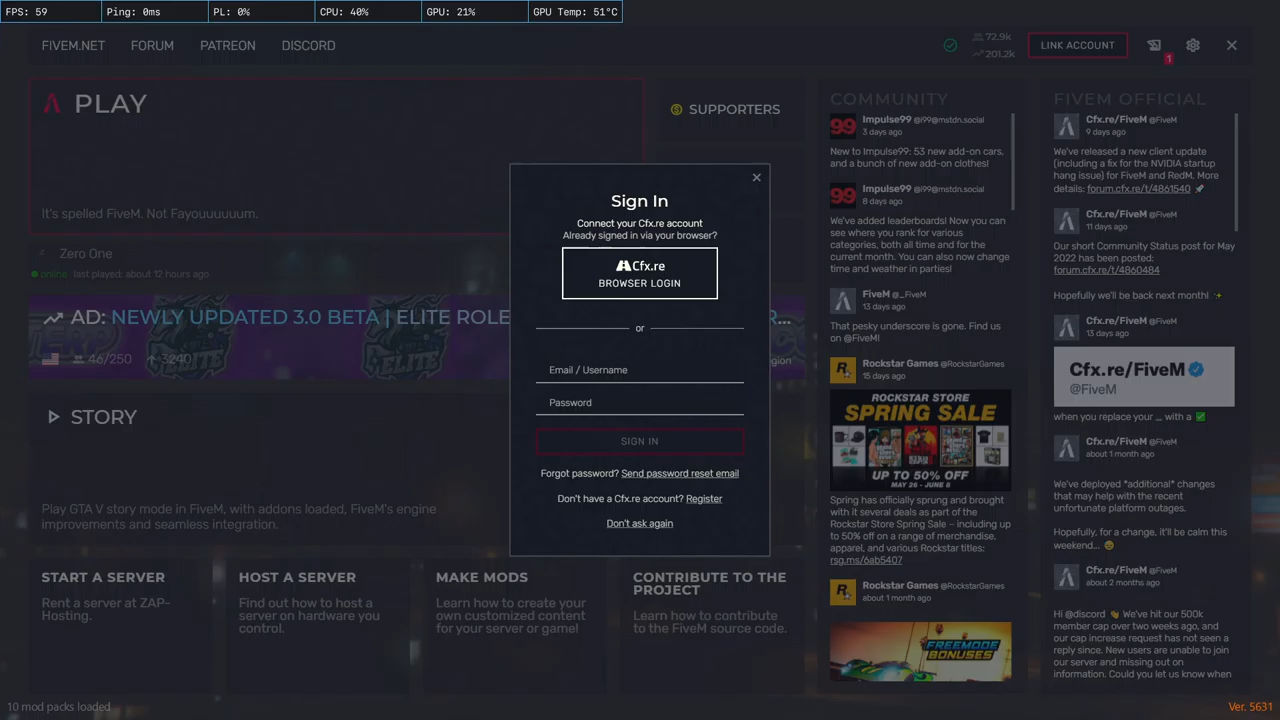 FPS: 59
Ping: 0ms
PL: 0%
CPU: 40%
GPU: 21%
GPU Temp: 51°C
FIVEM.NET
FORUM
PATREON
DISCORD
72.9k
201.2k
LINK ACCOUNT
1
PLAY
It's spelled FiveM. Not Fayouuuuuum.
Zero One
online last played: about 12 hours ago
AD: NEWLY UPDATED 3.0 BETA | ELITE ROLE
R...
46/250
3240
egion
STORY
Play GTA V story mode in FiveM, with addons loaded, FiveM's engine
improvements and seamless integration.
SUPPORTERS
Sign In
Connect your Cfx.re account
Already signed in via your browser?
Cfx.re
BROWSER LOGIN
or
Email / Username
Password
SIGN IN
Forgot password? Send password reset email
Don't have a Cfx.re account? Register
Don't ask again
START A SERVER
Rent a server at ZAP-
Hosting.
HOST A SERVER
Find out how to host a
server on hardware you
control.
MAKE MODS
Learn how to create your
own customized content
for your server or game!
CONTRIBUTE TO THE
PROJECT
Learn how to contribute
to the FiveM source code.
COMMUNITY
99
Impulse99 @i99@mstdn.social
3 days ago
New to Impulse99: 53 new add-on cars,
and a bunch of new add-on clothes!
99
Impulse99 @i99@mstdn.social
8 days ago
We've added leaderboards! Now you can
see where you rank for various
categories, both all time and for the
current month. You can also now change
time and weather in parties!
FiveM @_FiveM
13 days ago
That pesky underscore is gone. Find us
on @FiveM!
Rockstar Games @RockstarGames
15 days ago
ROCKSTAR STORE
SPRING SALE
UP TO 50% OFF
MAY 26 - JUNE 8
Spring has officially sprung and brought
with it several deals as part of the
Rockstar Store Spring Sale – including up
to 50% off on a range of merchandise,
apparel, and various Rockstar titles:
rsg.ms/6ab5407
Rockstar Games @RockstarGames
about 1 month ago
FREEMODE
BONUSES
FIVEM OFFICIAL
Cfx.re/FiveM @FiveM
9 days ago
We've released a new client update
(including a fix for the NVIDIA startup
hang issue) for FiveM and RedM. More
details: forum.cfx.re/t/4861540 📌
Cfx.re/FiveM @FiveM
11 days ago
Our short Community Status post for May
2022 has been posted:
forum.cfx.re/t/4860484
Hopefully we'll be back next month! ✨
Cfx.re/FiveM @FiveM
13 days ago
Cfx.re/FiveM
@FiveM
when you replace your _ with a ✅
Cfx.re/FiveM @FiveM
about 1 month ago
We've deployed *additional* changes
that may help with the recent
unfortunate platform outages.
Hopefully, for a change, it'll be calm this
weekend... 😥
Cfx.re/FiveM @FiveM
about 2 months ago
Hi @discord 👋 We've hit our 500k
member cap over two weeks ago, and
our cap increase request has not seen a
reply since. New users are unable to join
our server and missing out on
information. Could you let us know when
10 mod packs loaded
Ver. 5631